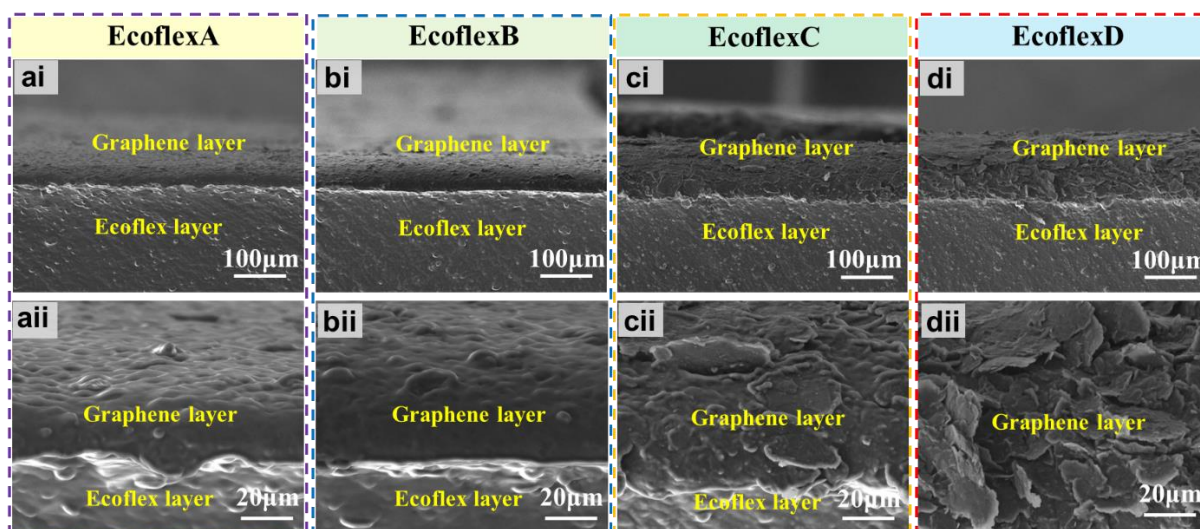 EcoflexA
EcoflexB
EcoflexC
EcoflexD
ai
Graphene layer
Ecoflex layer
100μm
bi
Graphene layer
Ecoflex layer
100μm
ci
Graphene layer
Ecoflex layer
100μm
di
Graphene layer
Ecoflex layer
100μm
aii
Graphene layer
Ecoflex layer
20μm
bii
Graphene layer
Ecoflex layer
20μm
cii
Graphene layer
Ecoflex layer
20μm
dii
Graphene layer
20μm